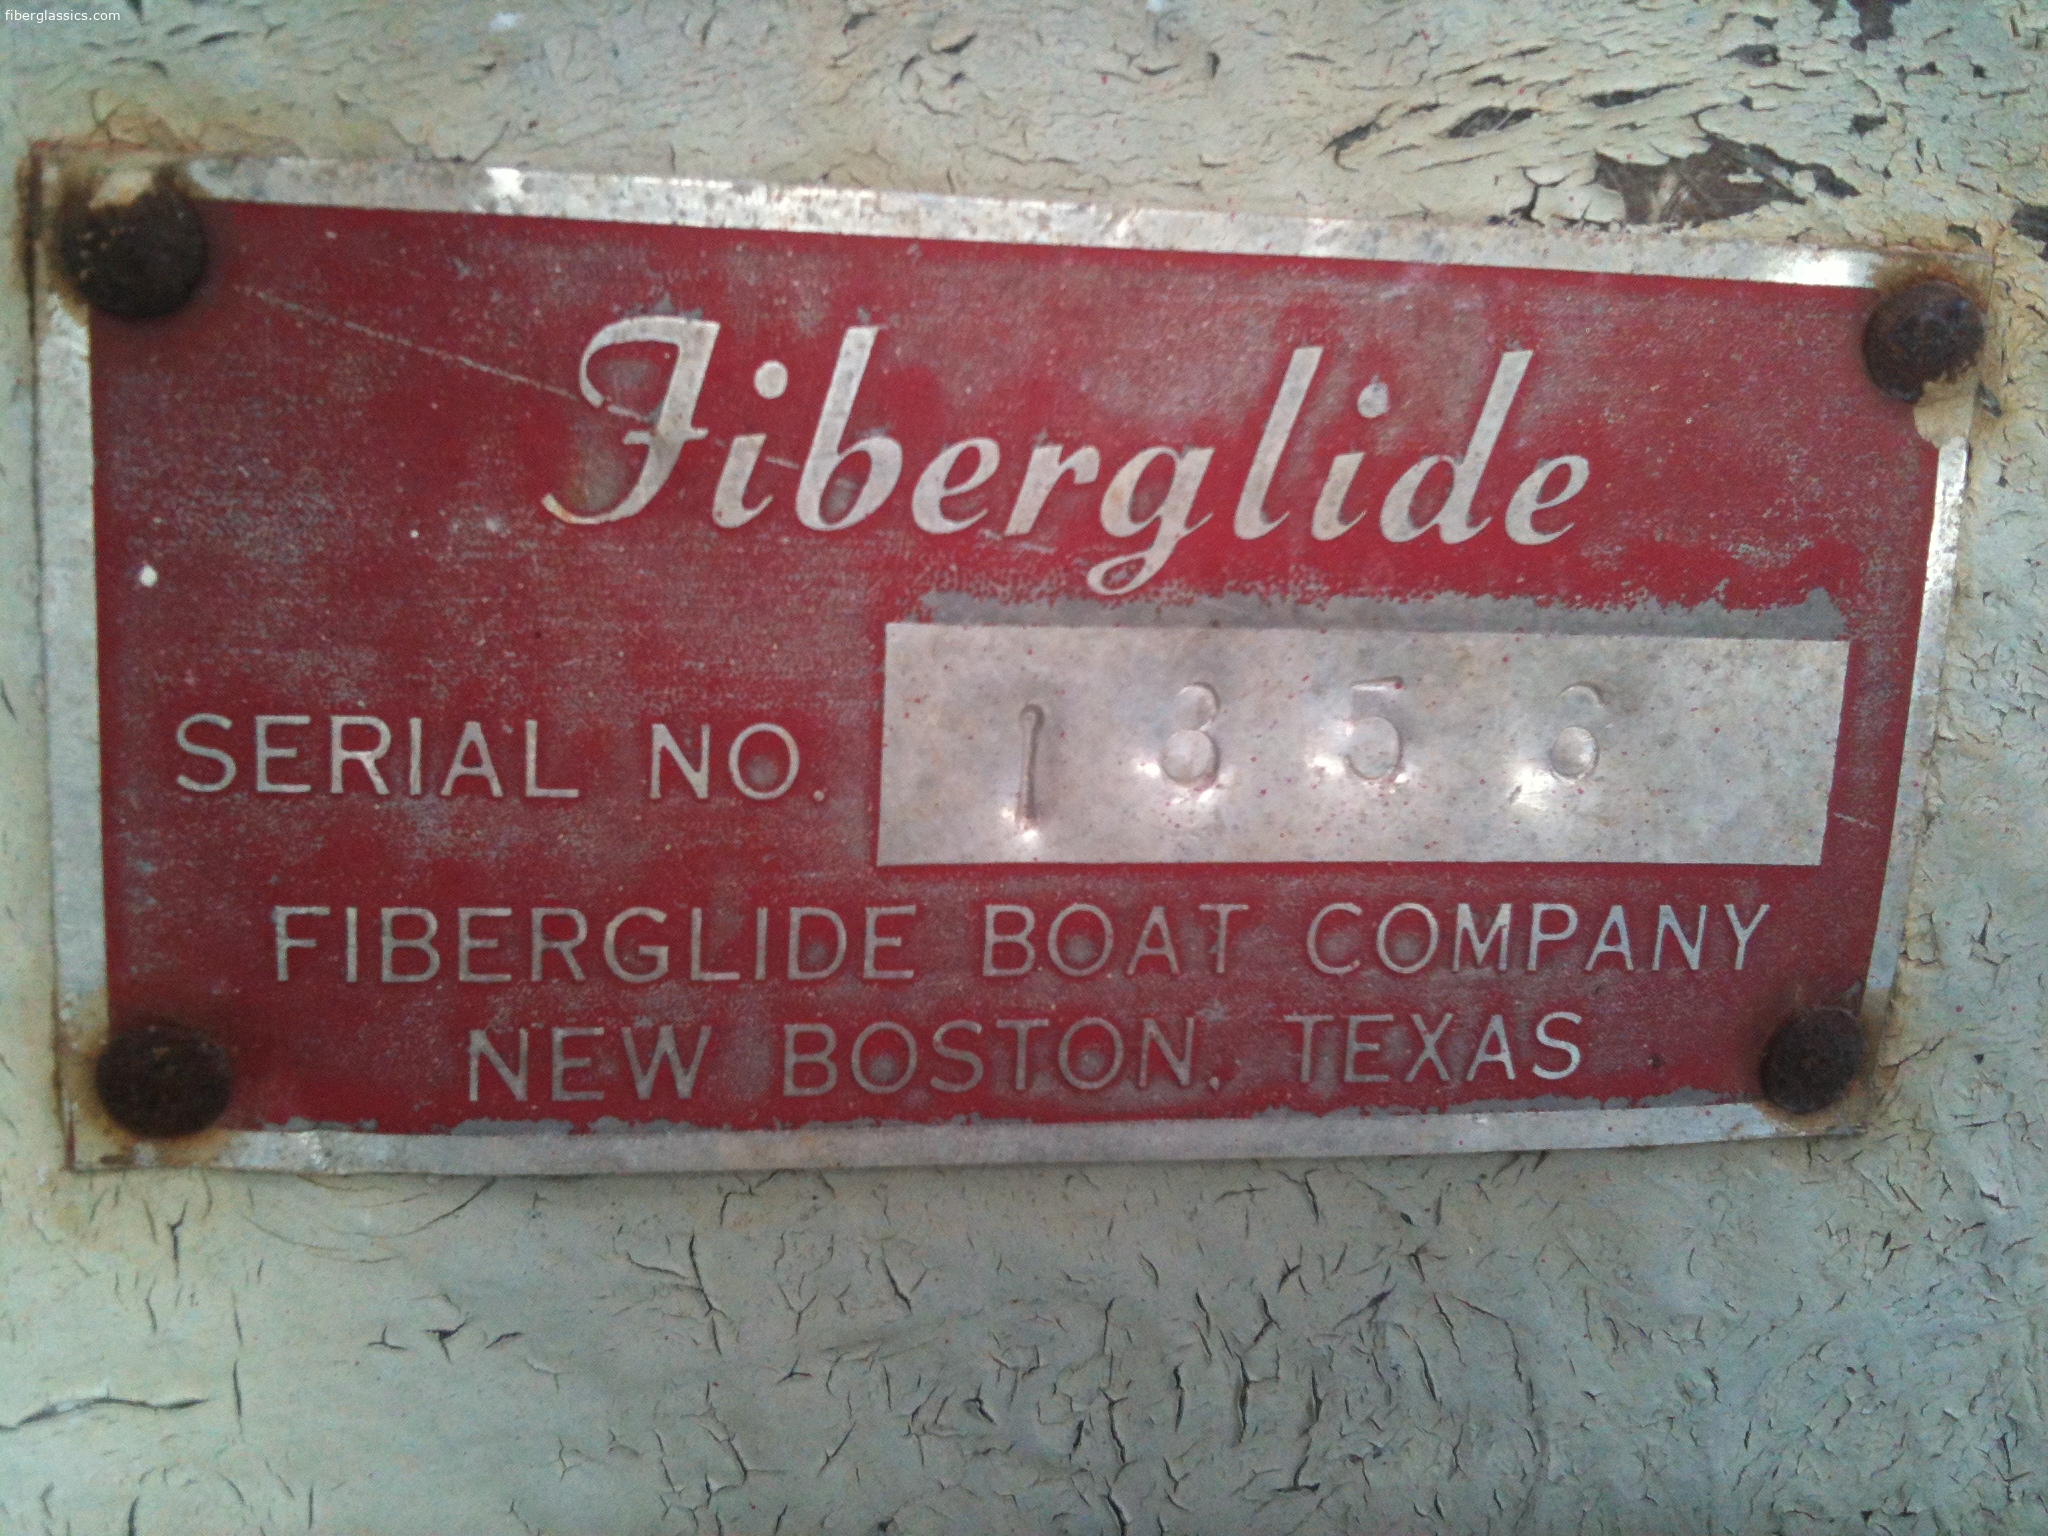 fiberglassics.com
Fiberglide
SERIAL NO. 1856
FIBERGLIDE BOAT COMPANY
NEW BOSTON, TEXAS